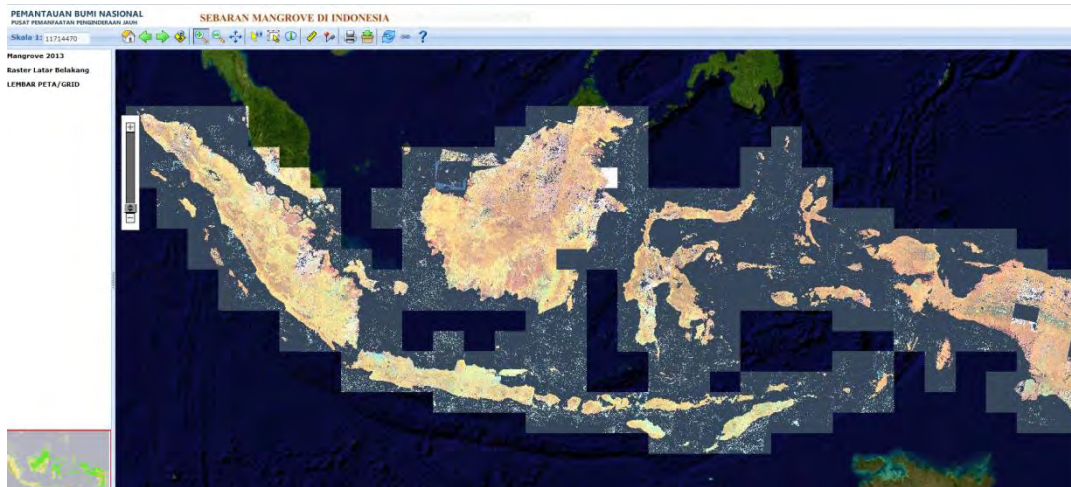 PEMANTAUAN BUMI NASIONAL
PUSAT PEMANFAATAN PENGINDERAAN JAUH
SEBARAN MANGROVE DI INDONESIA
Skala 1: 11714470
Mangrove 2013
Raster Latar Belakang
LEMBAR PETA/GRID